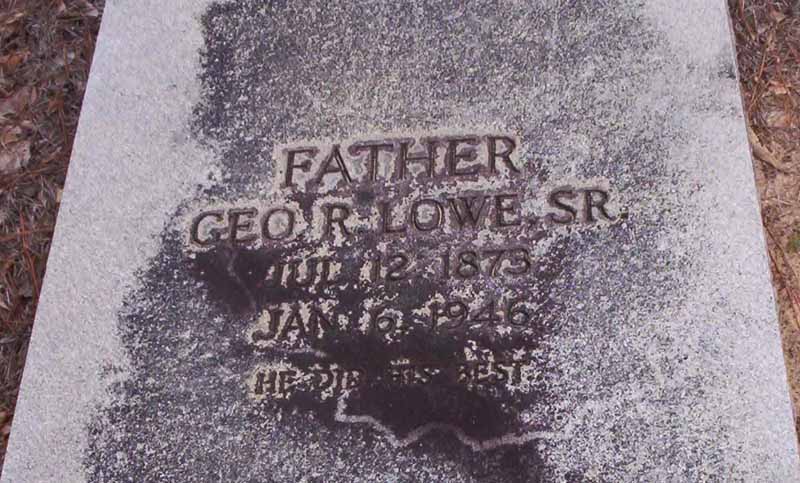 FATHER
GEO. R. LOWE SR.
JUL. 12, 1873
JAN. 6, 1946
HE DID HIS BEST